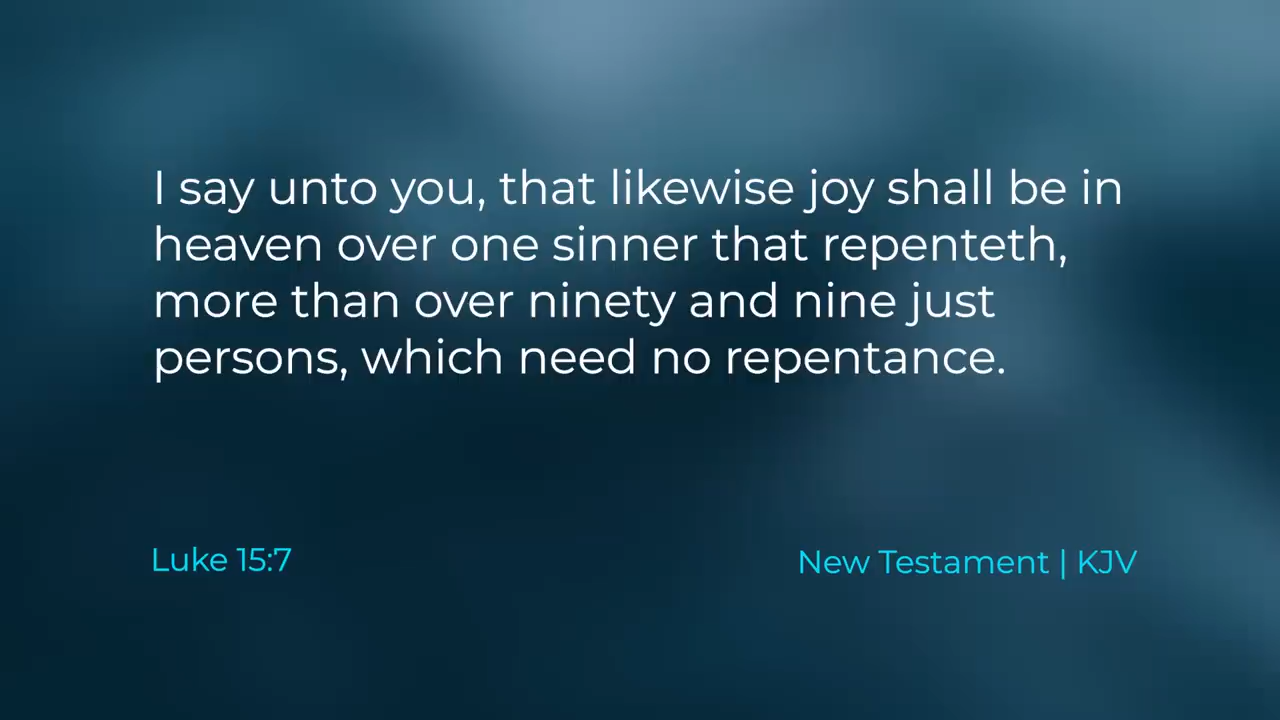 I say unto you, that likewise joy shall be in
heaven over one sinner that repenteth,
more than over ninety and nine just
persons, which need no repentance.
Luke 15:7
New Testament | KJV